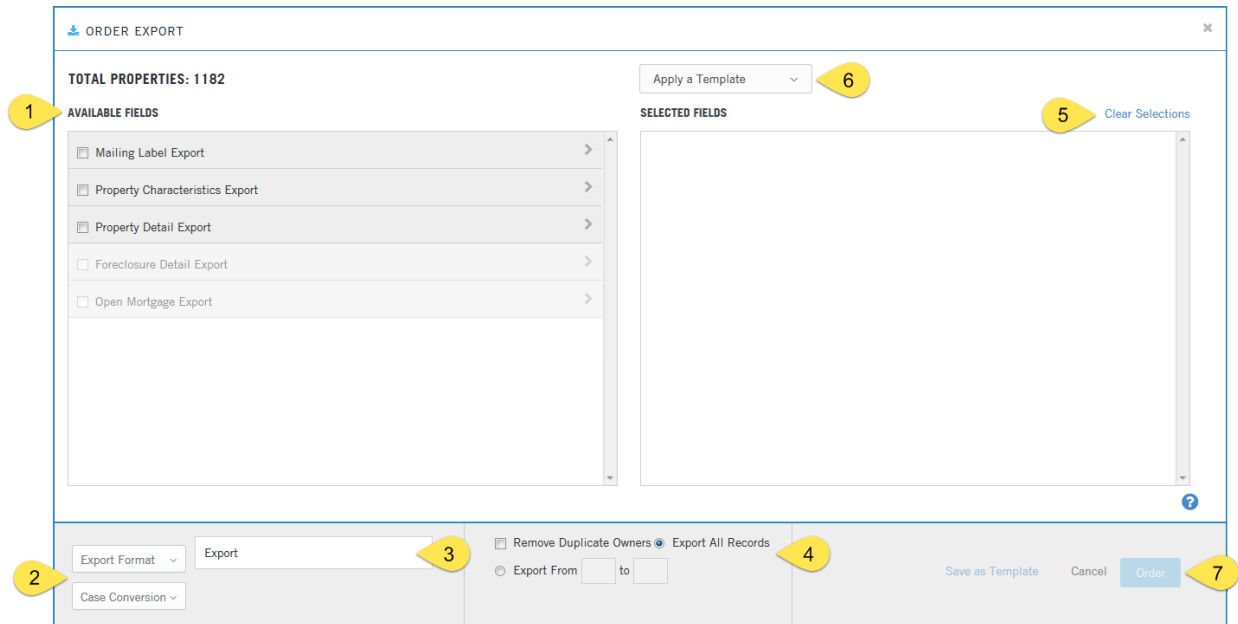 ORDER EXPORT
TOTAL PROPERTIES: 1182
Apply a Template
6
1
AVAILABLE FIELDS
SELECTED FIELDS
5
Clear Selections
Mailing Label Export
Property Characteristics Export
Property Detail Export
Foreclosure Detail Export
Open Mortgage Export
?
Export Format
Export
3
Remove Duplicate Owners
Export All Records
4
2
Export From
to
Case Conversion
Save as Template
Cancel
Order
7